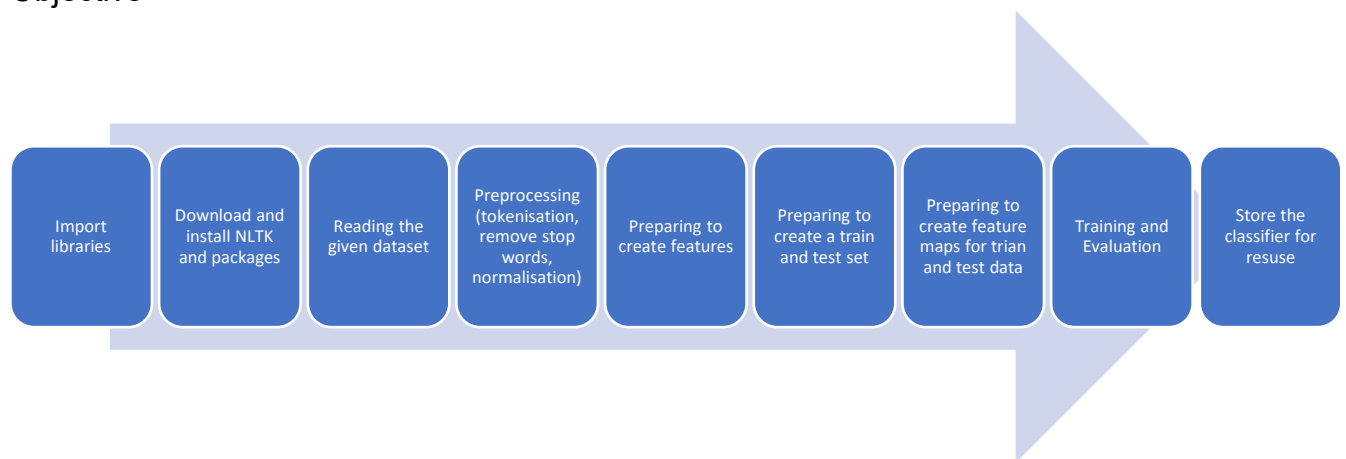 Objective
Import
libraries
Download and
install NLTK
and packages
Reading the
given dataset
Preprocessing
(tokenisation,
remove stop
words,
normalisation)
Preparing to
create features
Preparing to
create a train
and test set
Preparing to
create feature
maps for trian
and test data
Training and
Evaluation
Store the
classifier for
resuse